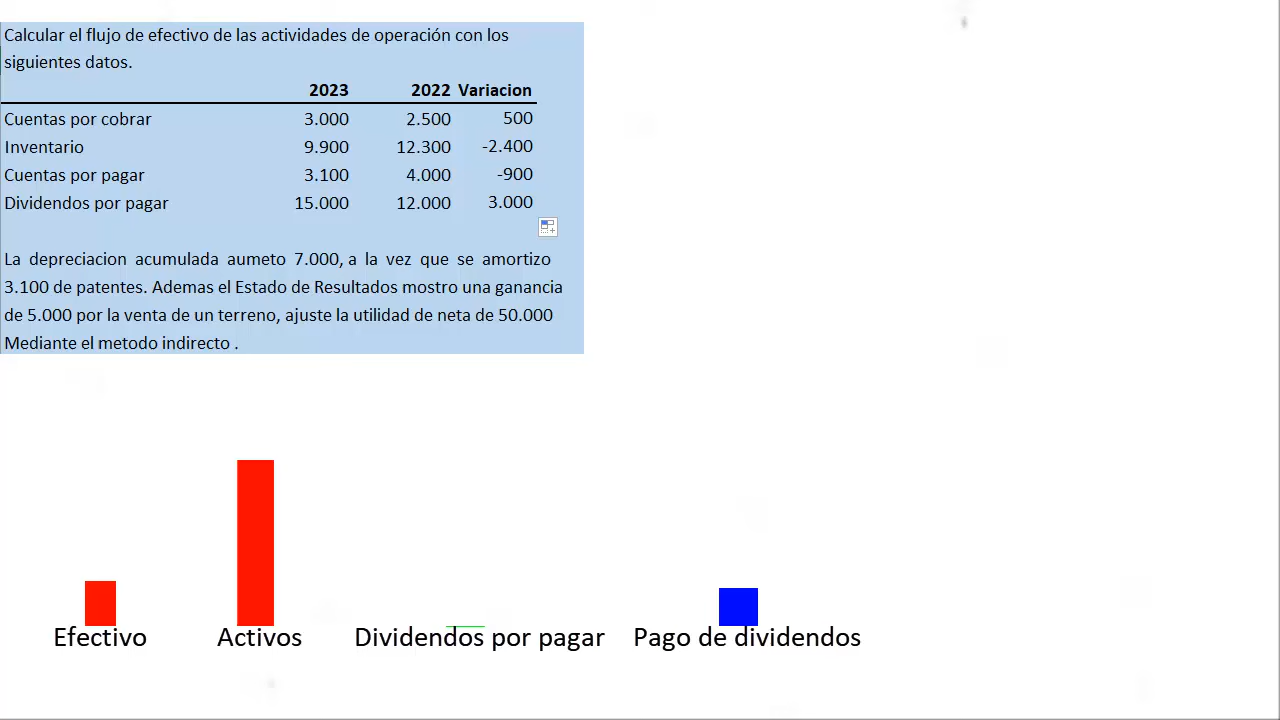 Calcular el flujo de efectivo de las actividades de operación con los
siguientes datos.
2023 2022 Variacion
Cuentas por cobrar 3.000 2.500 500
Inventario 9.900 12.300 -2.400
Cuentas por pagar 3.100 4.000 -900
Dividendos por pagar 15.000 12.000 3.000
La depreciacion acumulada aumeto 7.000, a la vez que se amortizo
3.100 de patentes. Ademas el Estado de Resultados mostro una ganancia
de 5.000 por la venta de un terreno, ajuste la utilidad de neta de 50.000
Mediante el metodo indirecto .
Efectivo Activos Dividendos por pagar Pago de dividendos